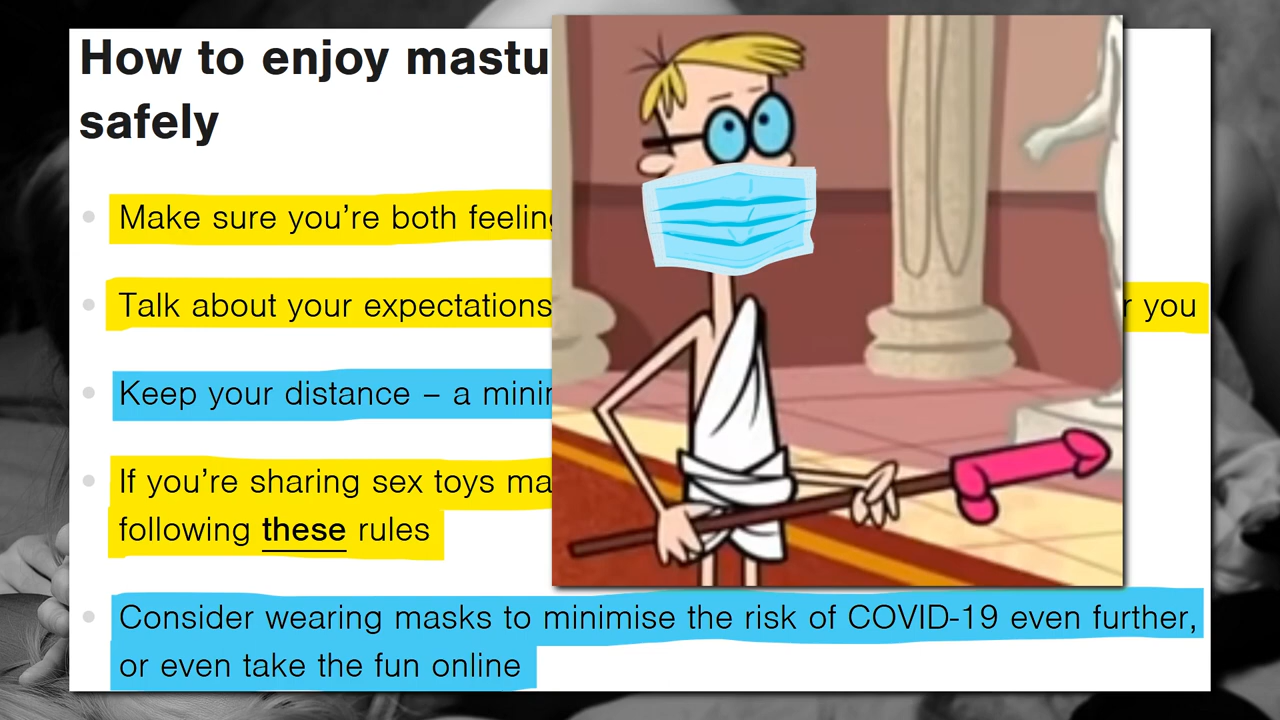 How to enjoy mastu
safely
Make sure you're both feeling
Talk about your expectations r you
Keep your distance – a mini
If you're sharing sex toys ma
following these rules
Consider wearing masks to minimise the risk of COVID-19 even further,
or even take the fun online